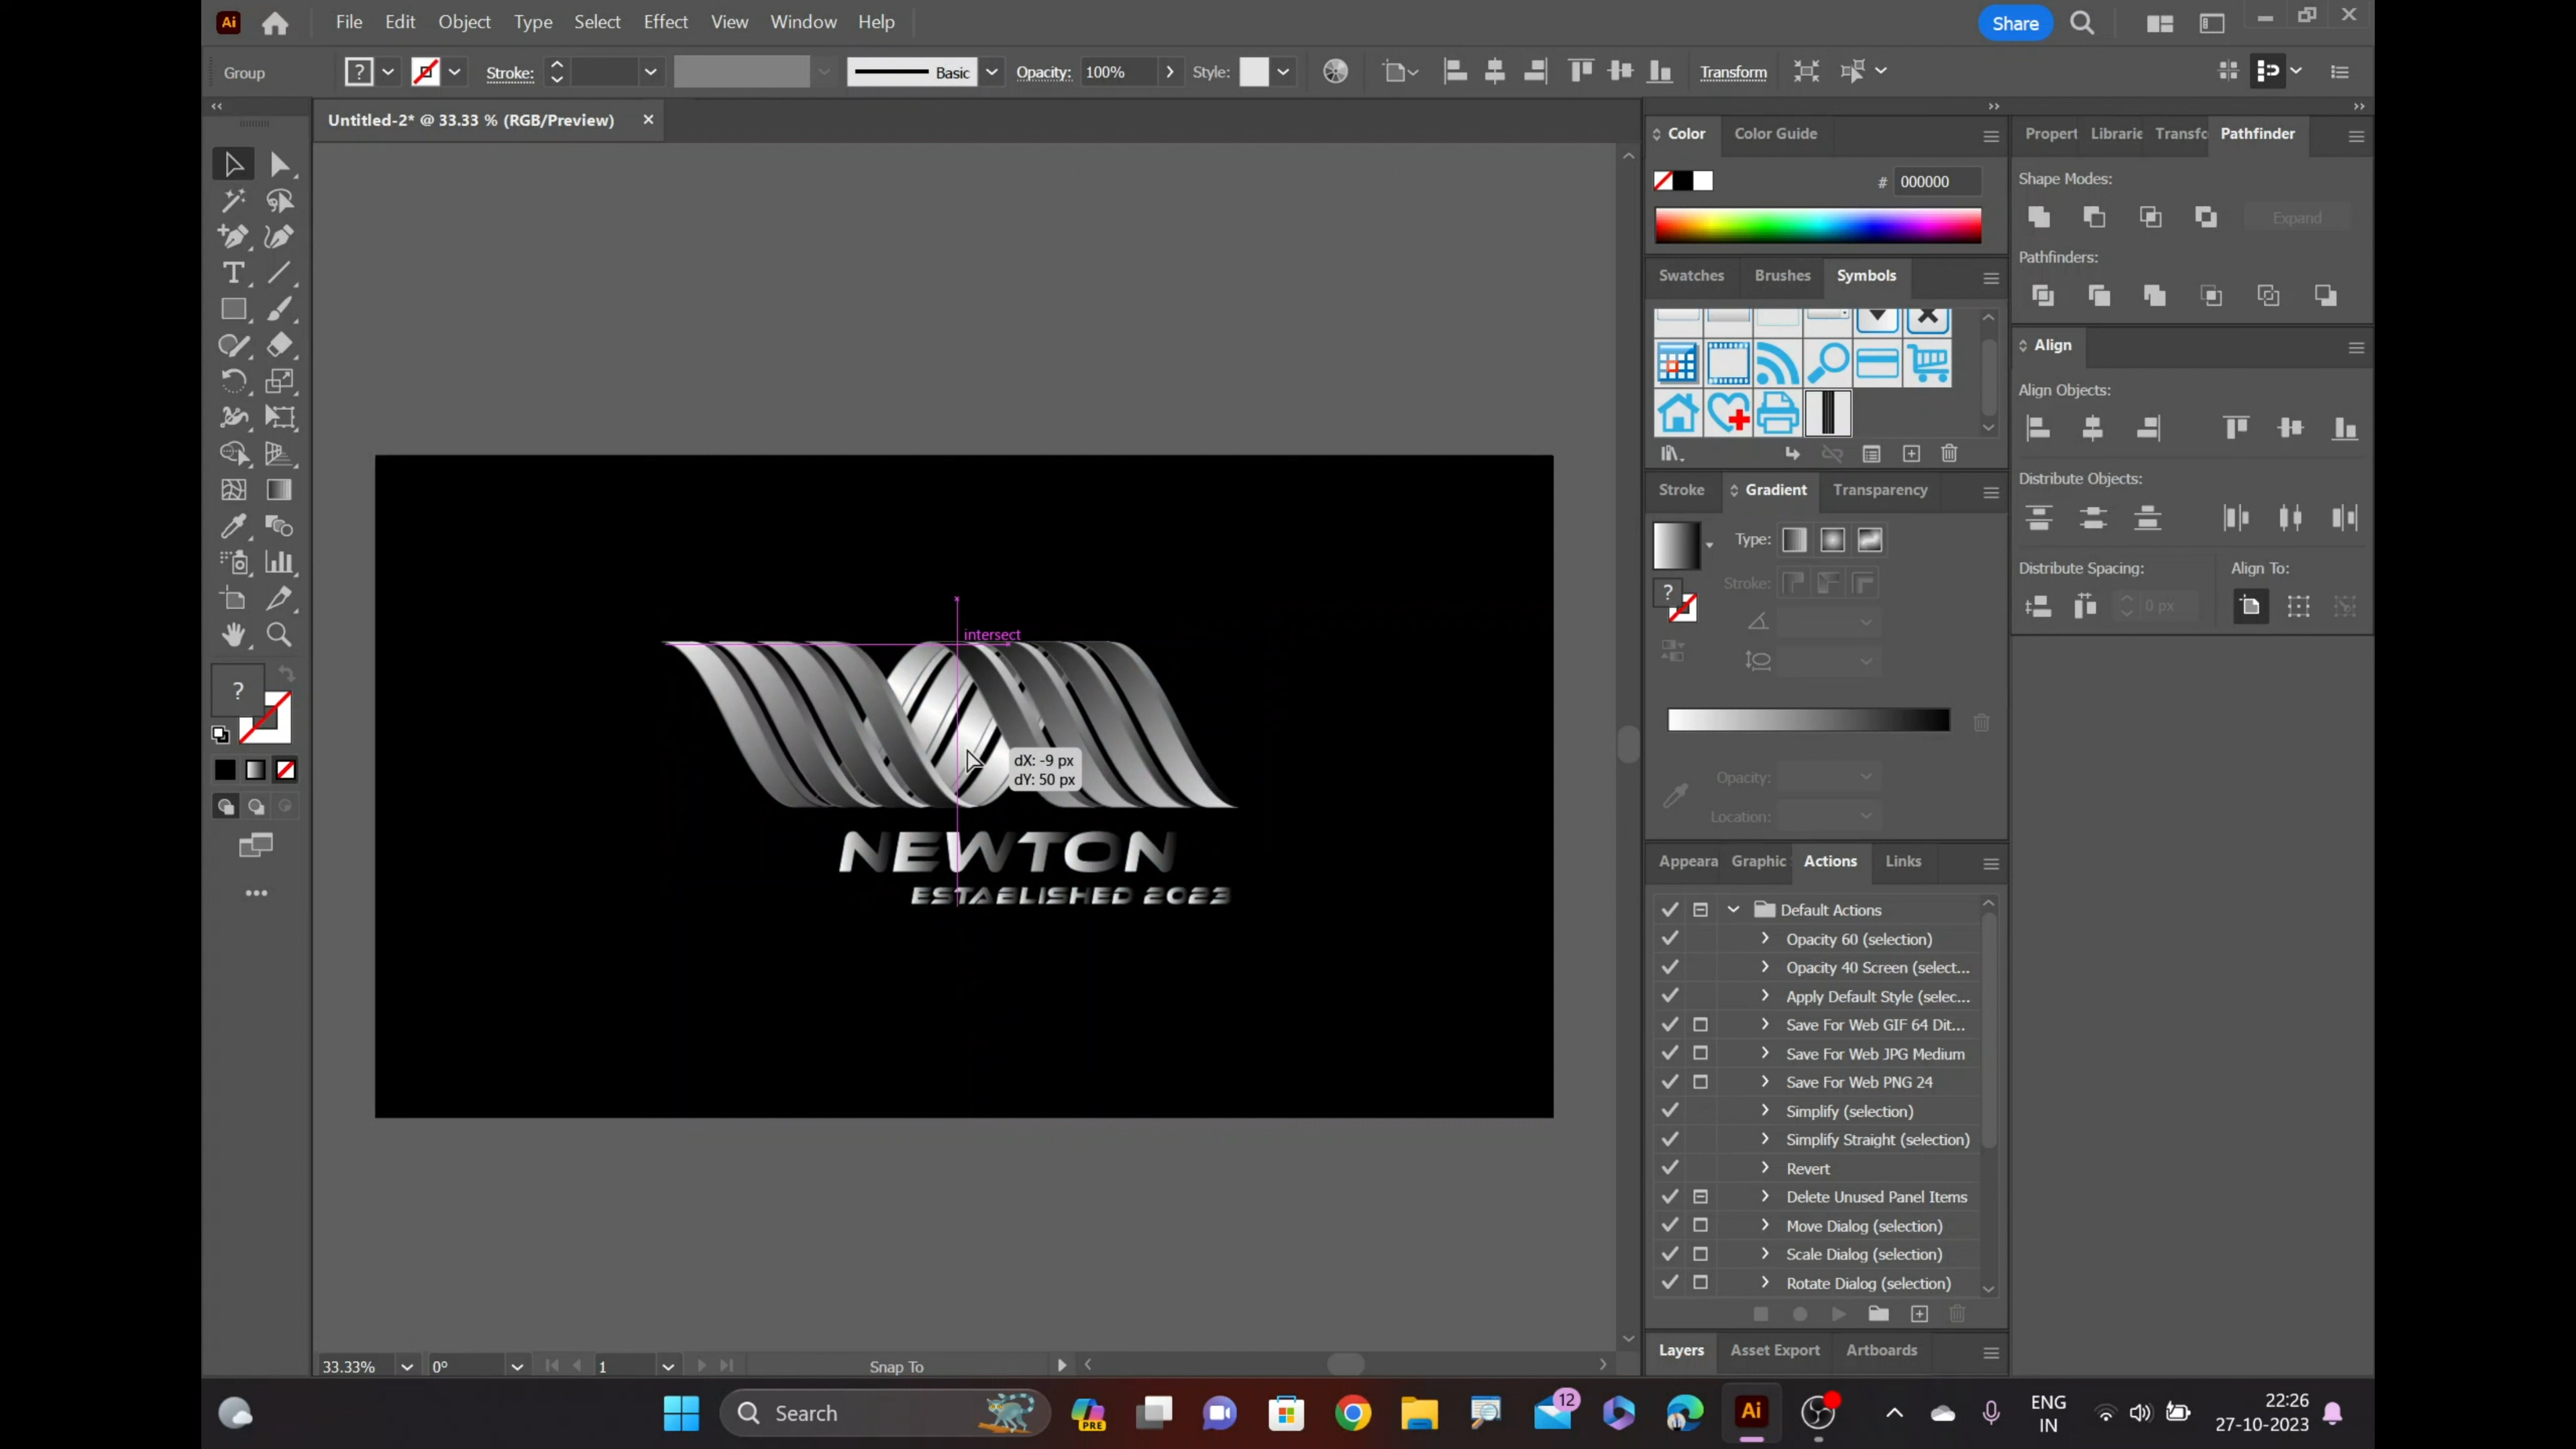 Ai File Edit Object Type Select Effect View Window Help Share
Group ? Stroke: Basic Opacity: 100% Style: Transform
Untitled-2* @ 33.33 % (RGB/Preview)
Color Color Guide
# 000000
Swatches Brushes Symbols
Stroke Gradient Transparency
Type:
? Stroke:
Opacity:
Location:
Appeara Graphic Actions Links
Default Actions
Opacity 60 (selection)
Opacity 40 Screen (select...
Apply Default Style (selec...
Save For Web GIF 64 Dit...
Save For Web JPG Medium
Save For Web PNG 24
Simplify (selection)
Simplify Straight (selection)
Revert
Delete Unused Panel Items
Move Dialog (selection)
Scale Dialog (selection)
Rotate Dialog (selection)
Layers Asset Export Artboards
Propert Librarie Transfo Pathfinder
Shape Modes:
Expand
Pathfinders:
Align
Align Objects:
Distribute Objects:
Distribute Spacing: Align To:
0 px
intersect
dX: -9 px
dY: 50 px
NEWTON
ESTABLISHED 2023
?
33.33% 0° 1 Snap To
Search PRE 12 Ai
ENG
IN
22:26
27-10-2023